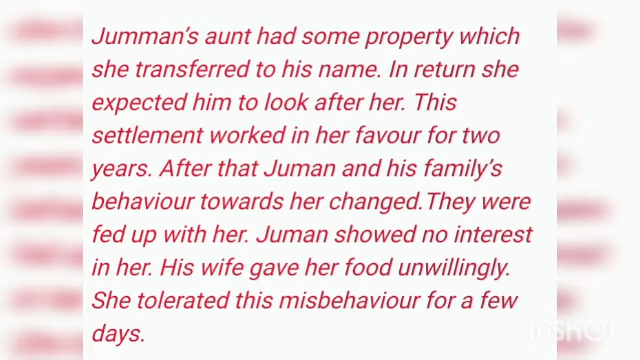 Jumman's aunt had some property which
she transferred to his name. In return she
expected him to look after her. This
settlement worked in her favour for two
years. After that Juman and his family's
behaviour towards her changed.They were
fed up with her. Juman showed no interest
in her. His wife gave her food unwillingly.
She tolerated this misbehaviour for a few
days.
InShOt